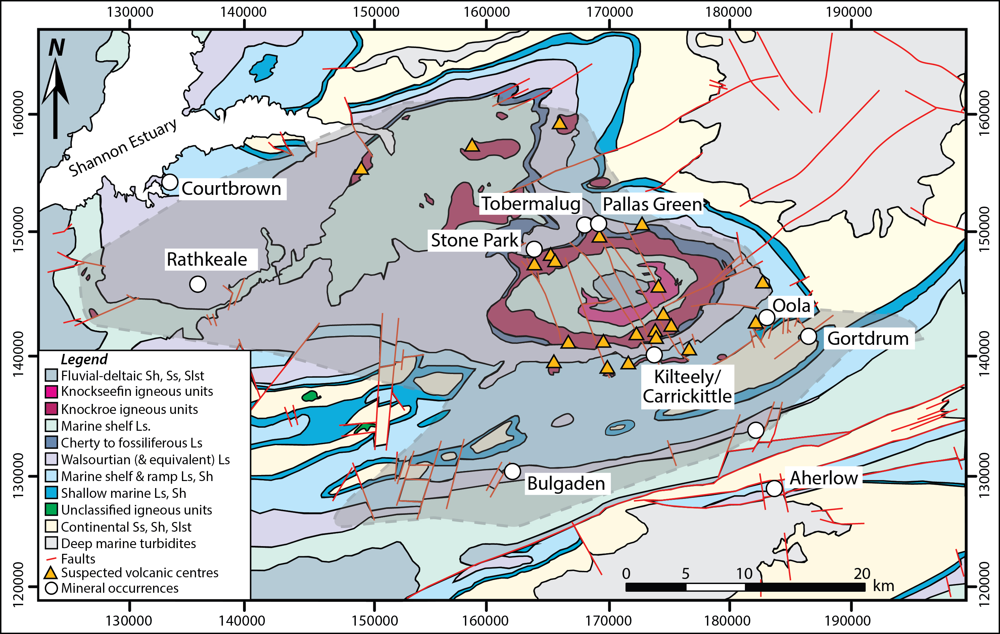 130000 140000 150000 160000 170000 180000 190000
N
160000
150000
140000
130000
120000
160000
150000
140000
130000
120000
Shannon Estuary
Courtbrown
Tobermalug
Pallas Green
Stone Park
Rathkeale
Oola
Gortdrum
Kilteely/
Carrickittle
Bulgaden
Aherlow
Legend
Fluvial-deltaic Sh, Ss, Slst
Knockseefin igneous units
Knockroe igneous units
Marine shelf Ls.
Cherty to fossiliferous Ls
Walsourtian (& equivalent) Ls
Marine shelf & ramp Ls, Sh
Shallow marine Ls, Sh
Unclassified igneous units
Continental Ss, Sh, Slst
Deep marine turbidites
Faults
Suspected volcanic centres
Mineral occurrences
0 5 10 20
km
130000 140000 150000 160000 170000 180000 190000